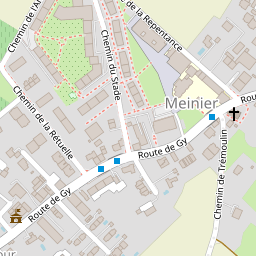 Chemin de l'A
Chemin du Stade
de la Repentance
Meinier
Rou
Chemin de la Rétuelle
Route de Gy
Chemin de Trémoulin
Route de Gy
our